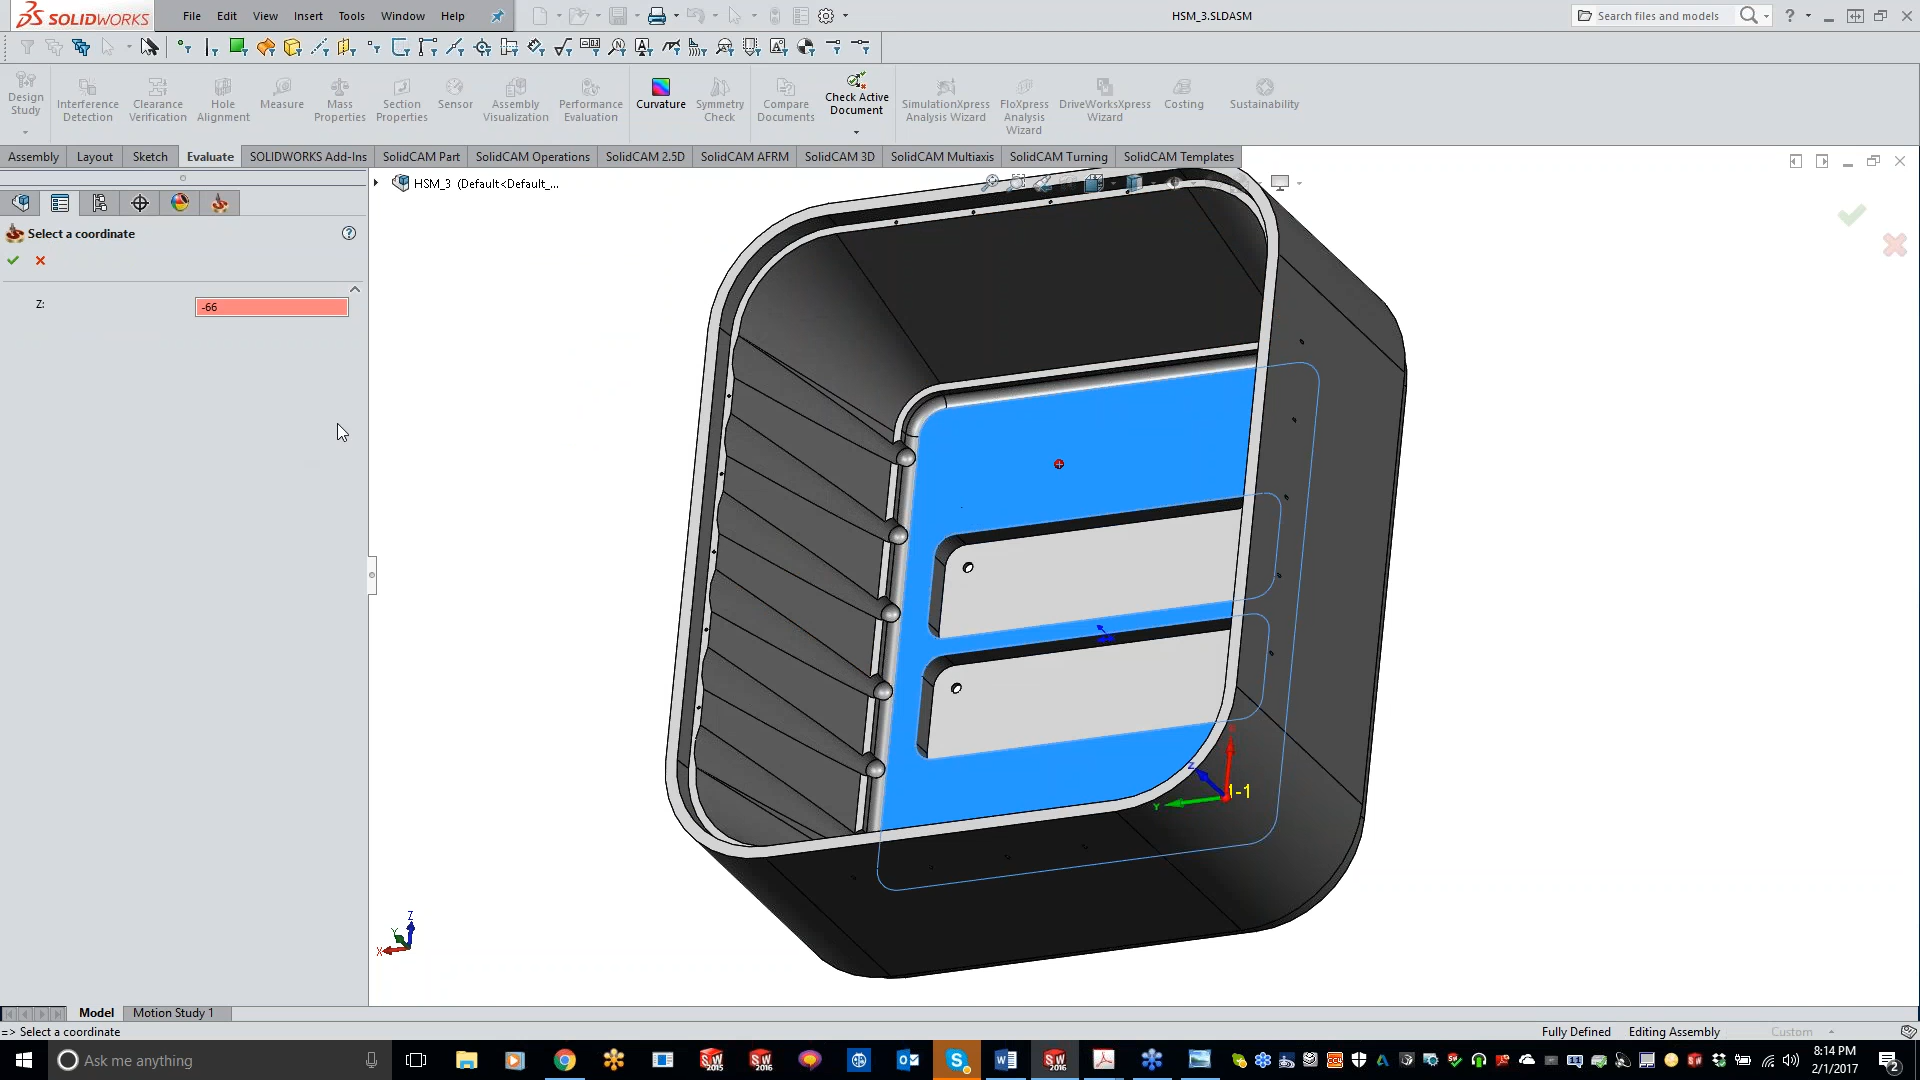 SOLIDWORKS
File Edit View Insert Tools Window Help
HSM_3.SLDASM
Search files and models
Design Study
Interference Detection
Clearance Verification
Hole Alignment
Measure
Mass Properties
Section Properties
Sensor
Assembly Visualization
Performance Evaluation
Curvature
Symmetry Check
Compare Documents
Check Active Document
SimulationXpress Analysis Wizard
FloXpress Analysis Wizard
DriveWorksXpress Wizard
Costing
Sustainability
Assembly Layout Sketch Evaluate SOLIDWORKS Add-Ins SolidCAM Part SolidCAM Operations SolidCAM 2.5D SolidCAM AFRM SolidCAM 3D SolidCAM Multiaxis SolidCAM Turning SolidCAM Templates
HSM_3 (Default<Default_...
Select a coordinate
Z: -66
Z
Y
1-1
Z
Y
X
Model Motion Study 1
=> Select a coordinate
Fully Defined Editing Assembly Custom
Ask me anything
2015
2016
2016
8:14 PM
2/1/2017
2